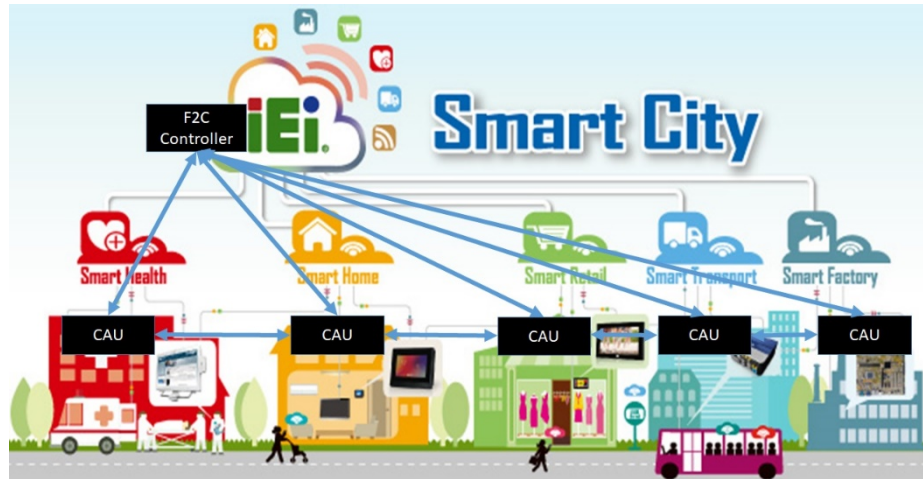 F2C
Controller
iEi
Smart City
Smart Health
Smart Home
Smart Retail
Smart Transport
Smart Factory
CAU
CAU
CAU
CAU
CAU